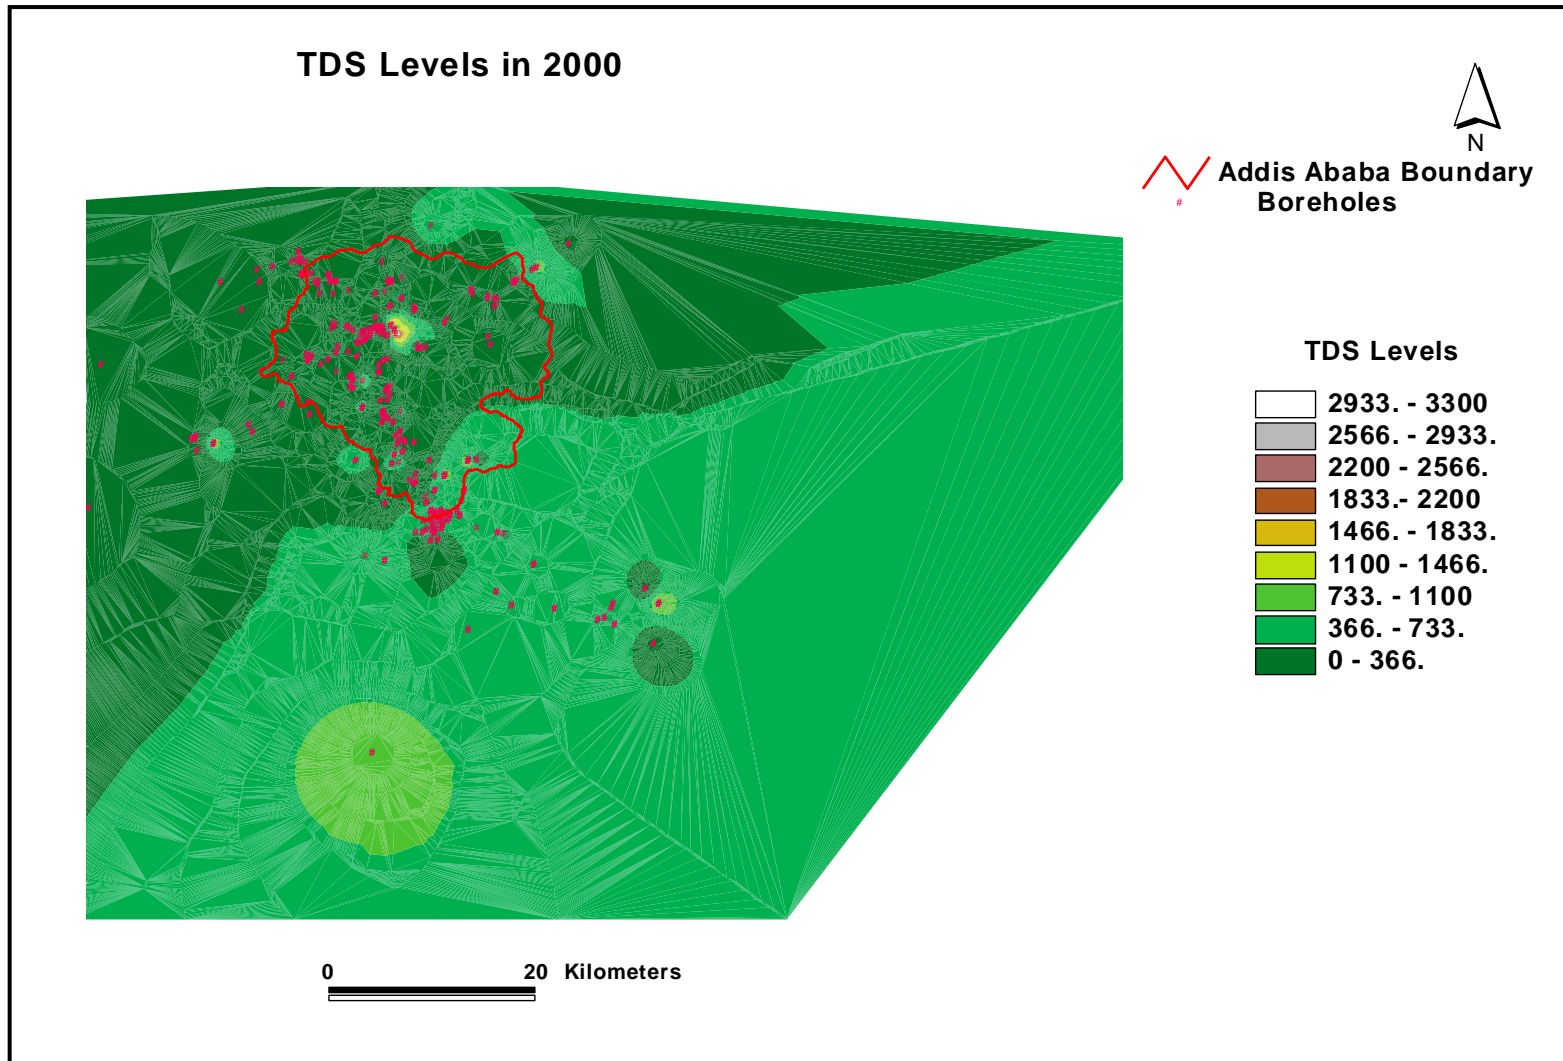 TDS Levels in 2000
N
Addis Ababa Boundary
# Boreholes
TDS Levels
2933. - 3300
2566. - 2933.
2200 - 2566.
1833.- 2200
1466. - 1833.
1100 - 1466.
733. - 1100
366. - 733.
0 - 366.
0 20 Kilometers